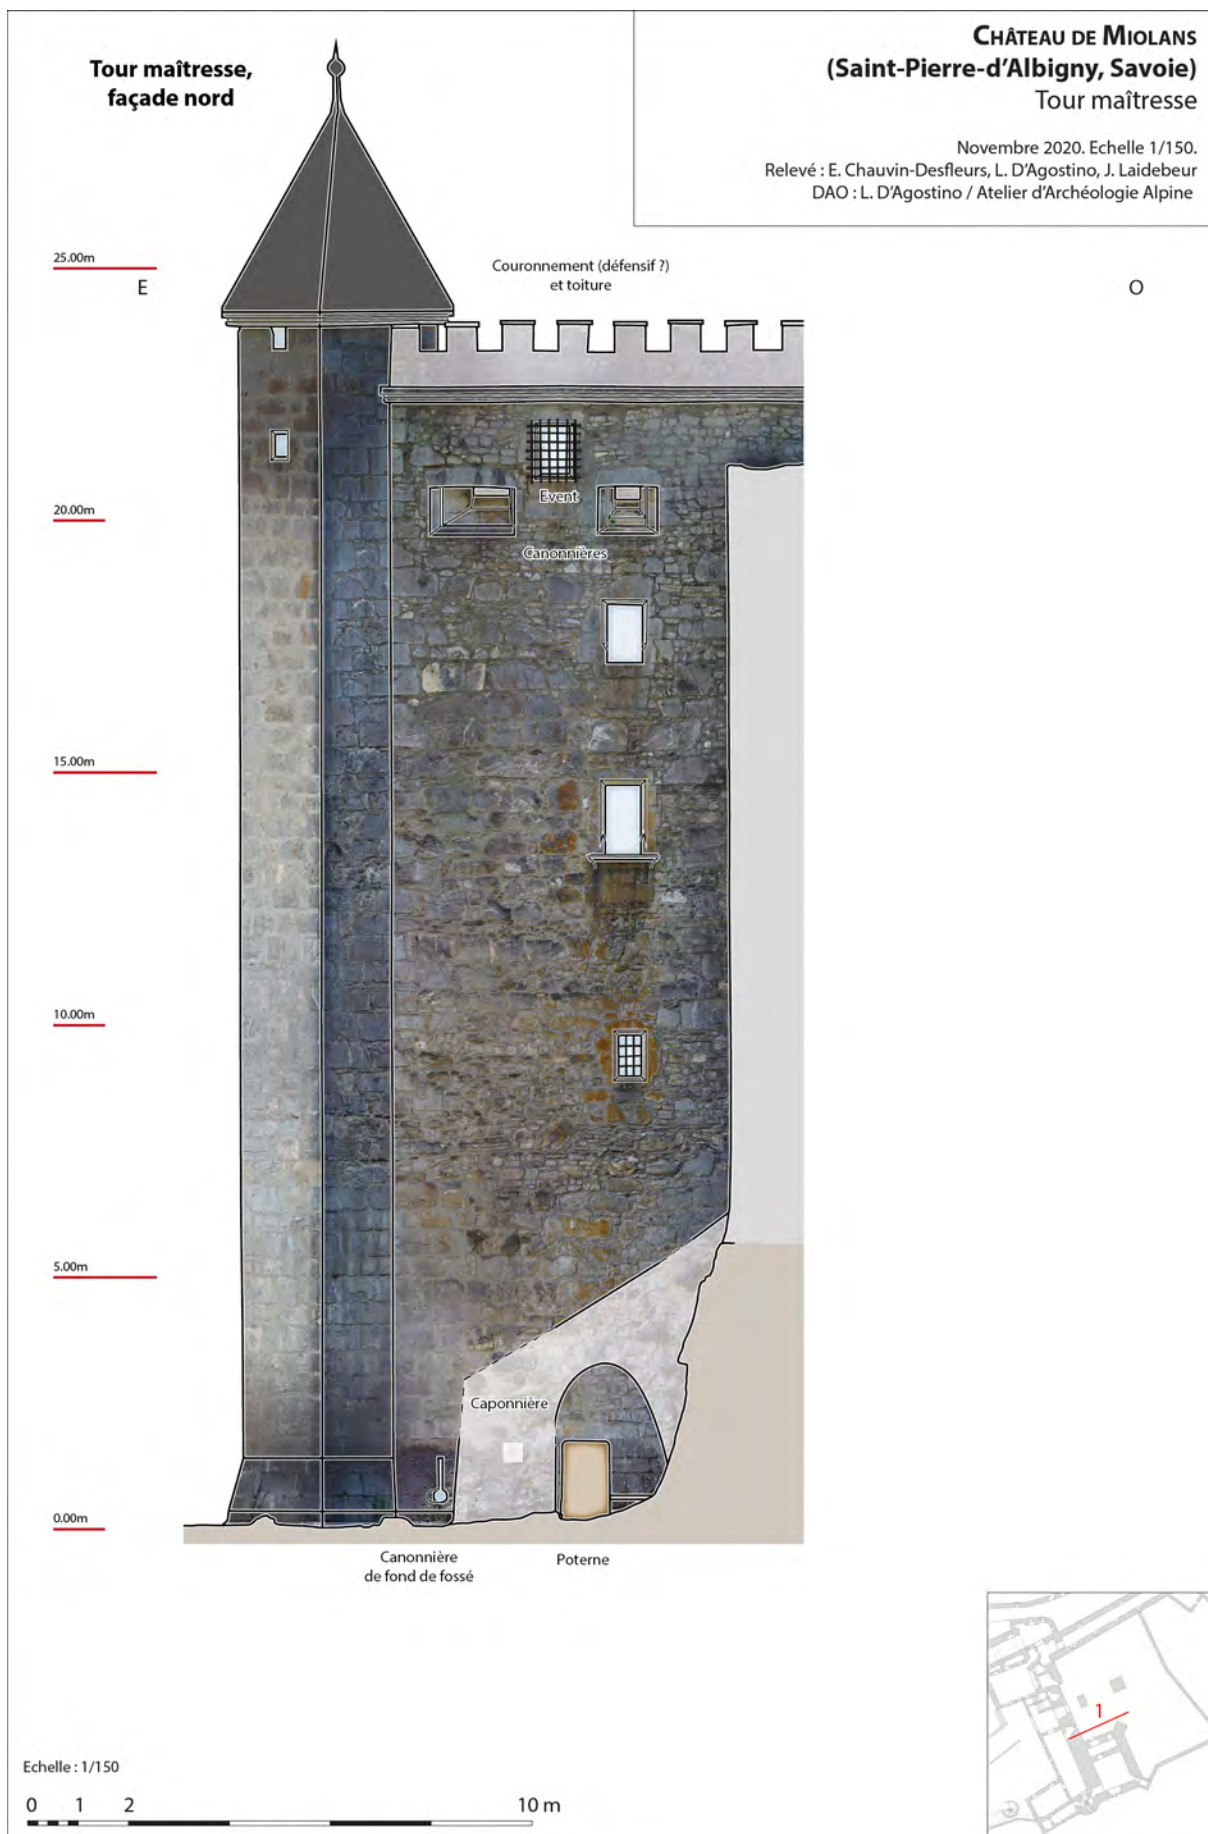 Tour maîtresse,
façade nord
CHÂTEAU DE MIOLANS
(Saint-Pierre-d'Albigny, Savoie)
Tour maîtresse
Novembre 2020. Echelle 1/150.
Relevé : E. Chauvin-Desfleurs, L. D'Agostino, J. Laidebeur
DAO : L. D'Agostino / Atelier d'Archéologie Alpine
25.00m
E
Couronnement (défensif ?)
et toiture
O
20.00m
Event
Canonnières
15.00m
10.00m
5.00m
Caponnière
0.00m
Canonnière
de fond de fossé
Poterne
1
Echelle : 1/150
0 1 2 10 m